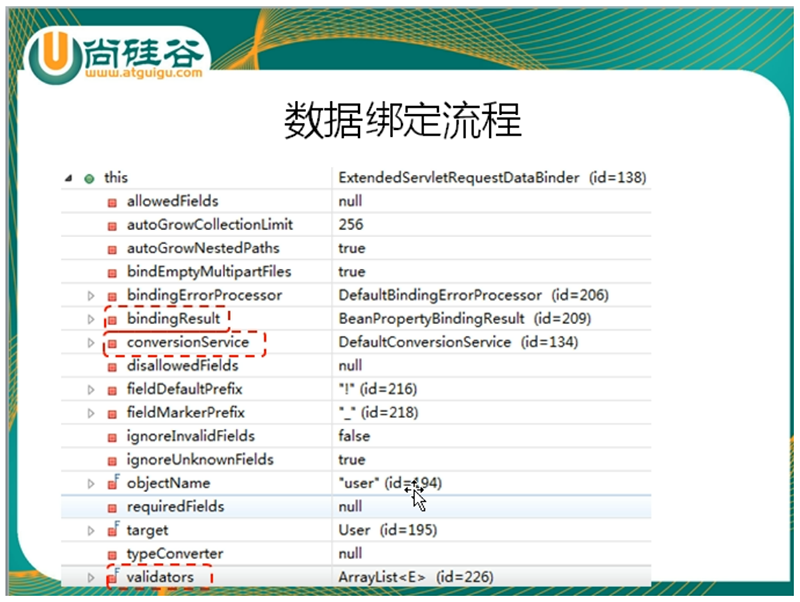 尚硅谷
www.atguigu.com
数据绑定流程
this ExtendedServletRequestDataBinder (id=138)
allowedFields null
autoGrowCollectionLimit 256
autoGrowNestedPaths true
bindEmptyMultipartFiles true
bindingErrorProcessor DefaultBindingErrorProcessor (id=206)
bindingResult BeanPropertyBindingResult (id=209)
conversionService DefaultConversionService (id=134)
disallowedFields null
fieldDefaultPrefix "!" (id=216)
fieldMarkerPrefix "_" (id=218)
ignoreInvalidFields false
ignoreUnknownFields true
objectName "user" (id=194)
requiredFields null
target User (id=195)
typeConverter null
validators ArrayList<E> (id=226)